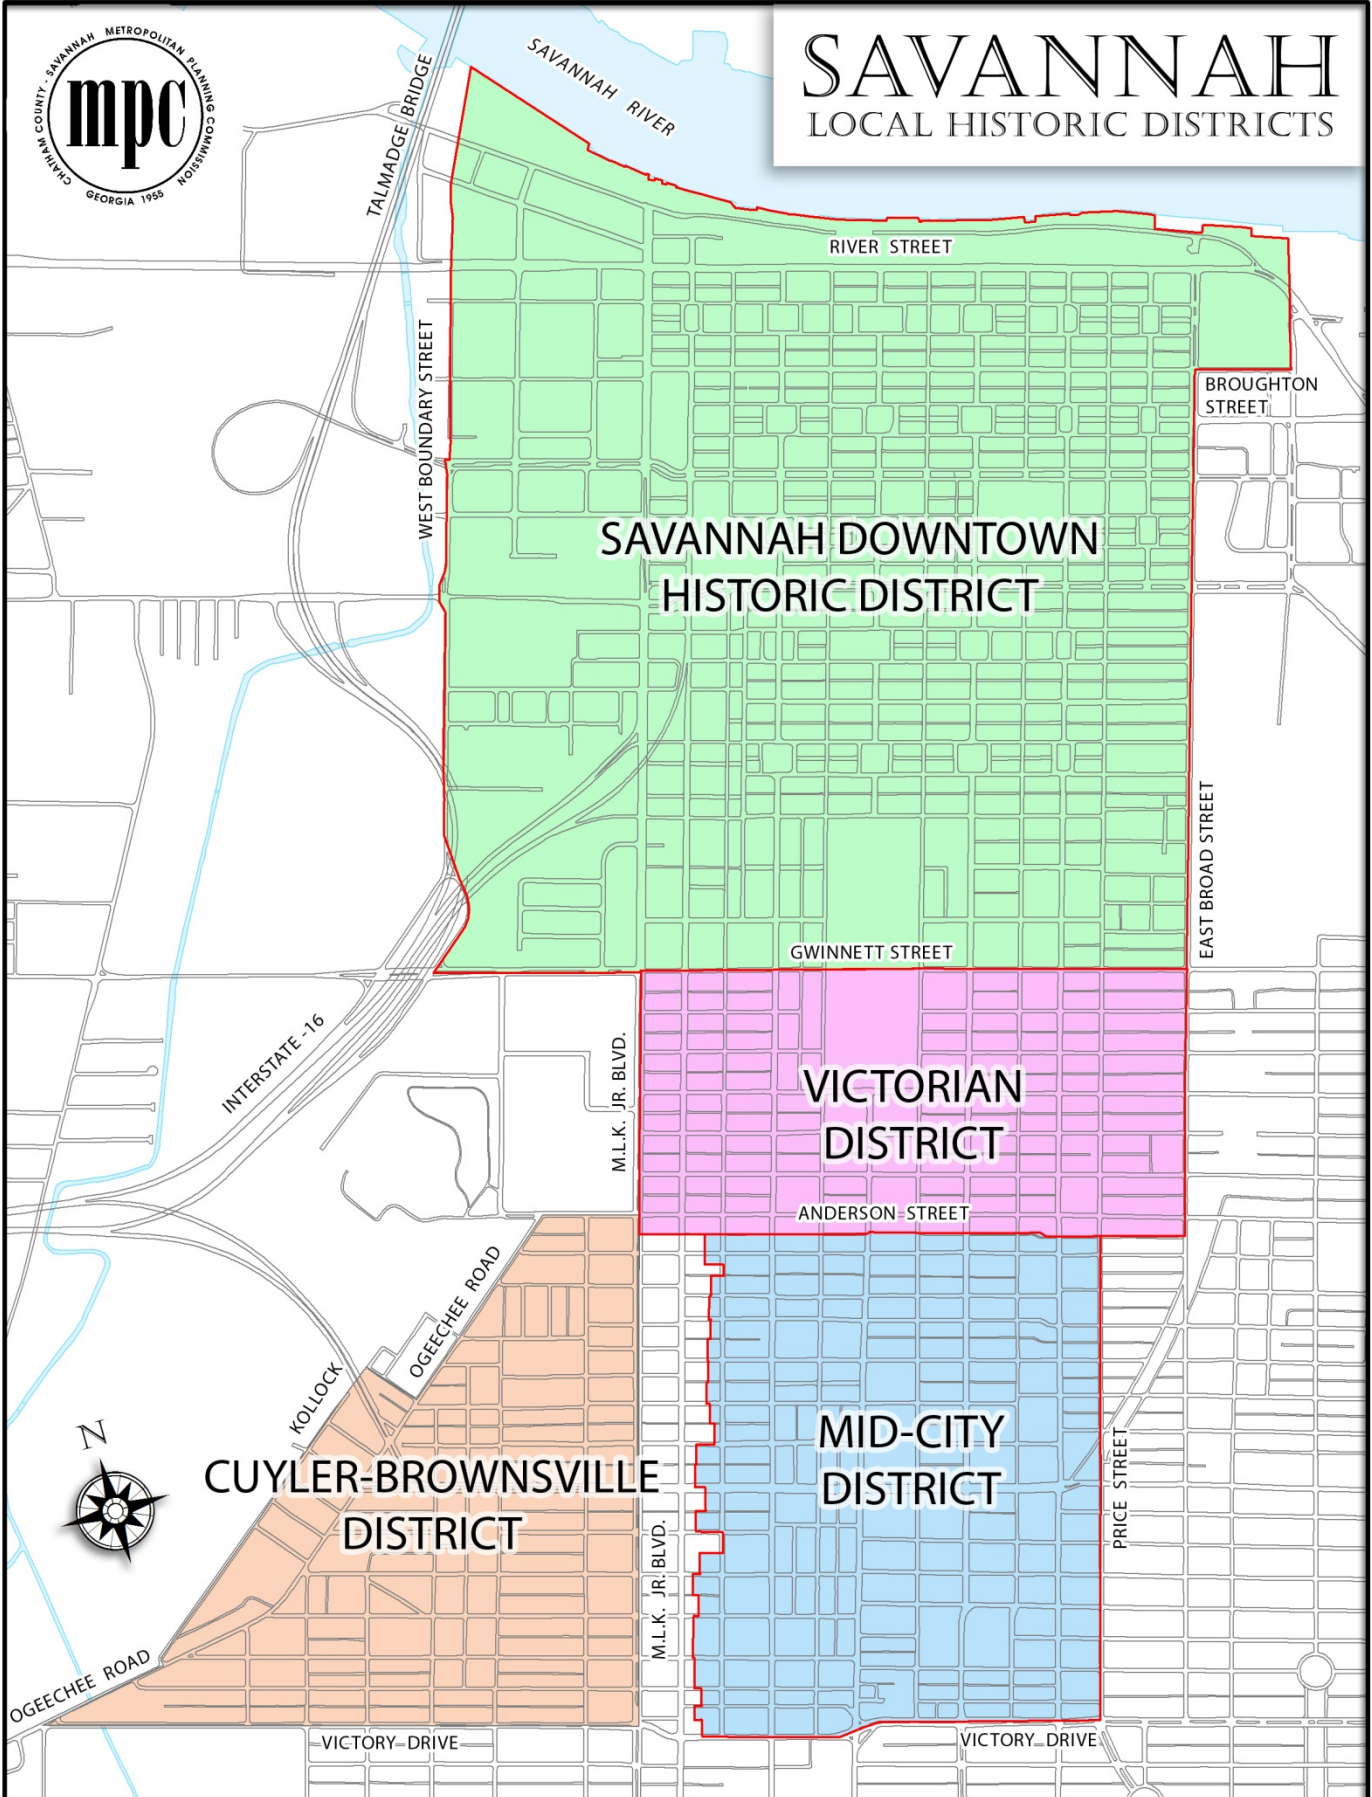 CHATHAM COUNTY - SAVANNAH METROPOLITAN PLANNING COMMISSION
mpc
GEORGIA 1955
SAVANNAH
LOCAL HISTORIC DISTRICTS
SAVANNAH RIVER
TALMADGE BRIDGE
RIVER STREET
WEST BOUNDARY STREET
BROUGHTON
STREET
SAVANNAH DOWNTOWN
HISTORIC DISTRICT
EAST BROAD STREET
GWINNETT STREET
INTERSTATE -16
M.L.K. JR. BLVD.
VICTORIAN
DISTRICT
ANDERSON STREET
OGEECHEE ROAD
KOLLOCK
N
CUYLER-BROWNSVILLE
DISTRICT
MID-CITY
DISTRICT
PRICE STREET
M.L.K. JR. BLVD.
OGEECHEE ROAD
VICTORY DRIVE
VICTORY DRIVE